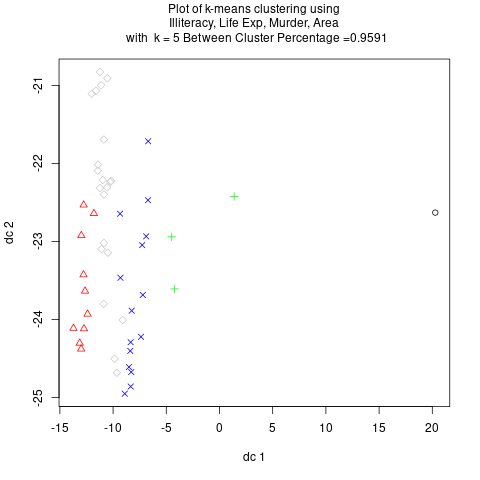 Plot of k-means clustering using
Illiteracy, Life Exp, Murder, Area
with k = 5 Between Cluster Percentage =0.9591
-21
-22
-23
-24
-25
dc 2
-15 -10 -5 0 5 10 15 20
dc 1